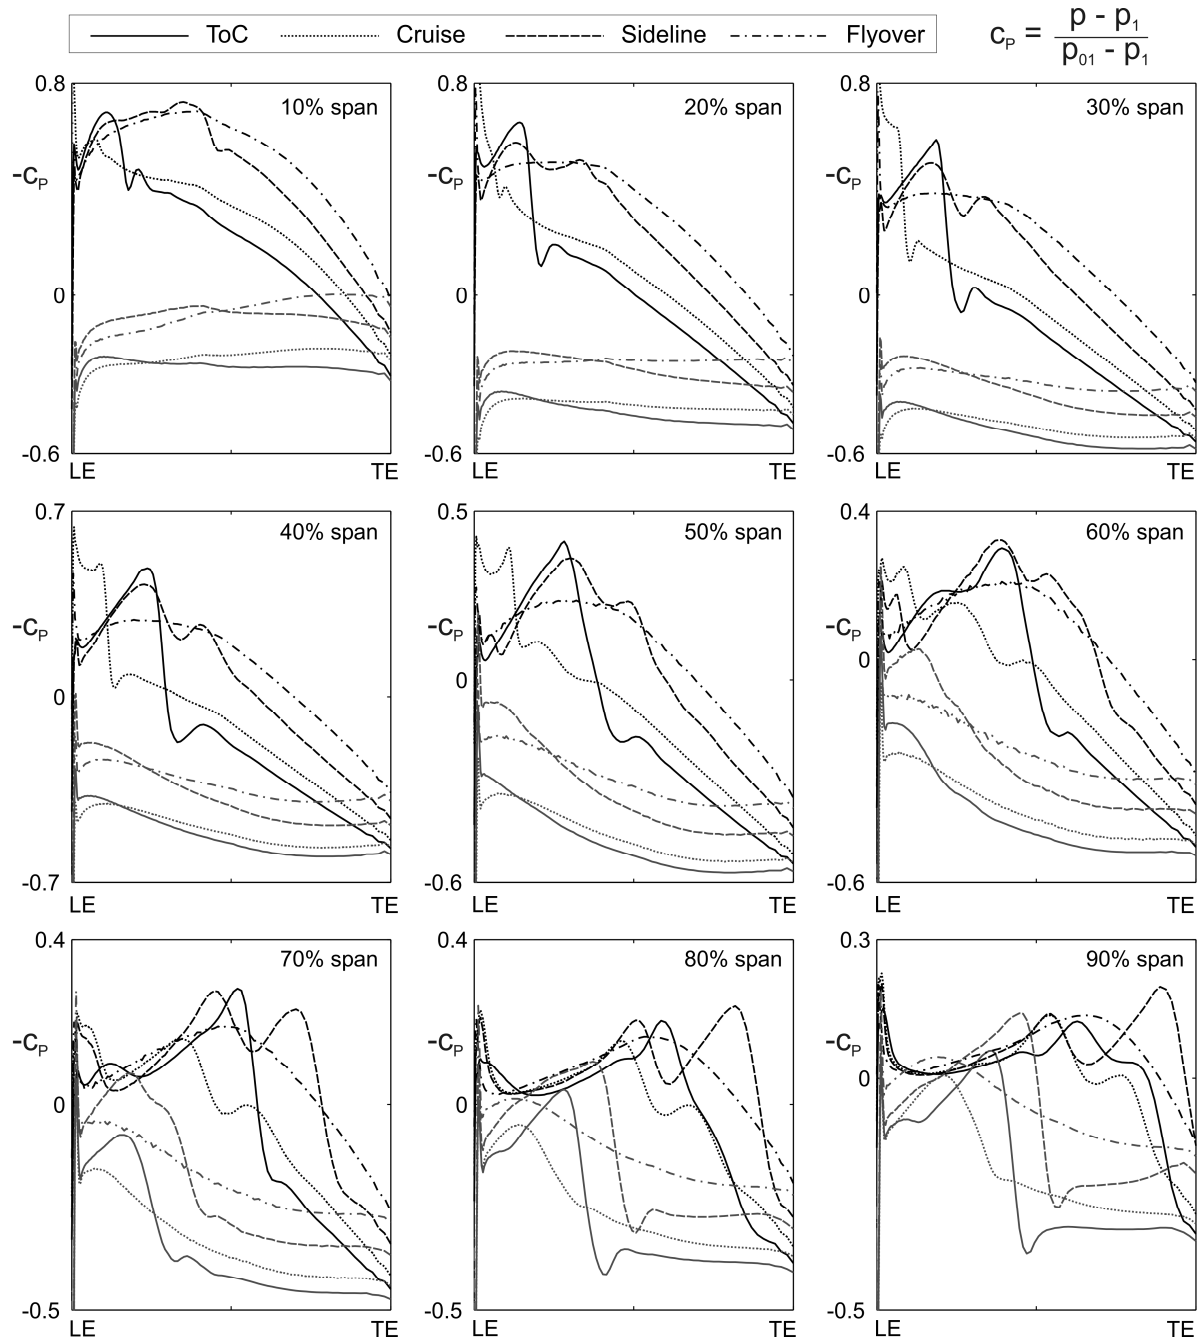 ToC Cruise Sideline Flyover
c_P = p - p_1 / p_01 - p_1
0.8 10% span 0.8 20% span 0.8 30% span
-c_P -c_P -c_P
0 0 0
-0.6 -0.6 -0.6
LE TE LE TE LE TE
0.7 40% span 0.5 50% span 0.4 60% span
-c_P -c_P -c_P
0 0 0
-0.7 -0.6 -0.6
LE TE LE TE LE TE
0.4 70% span 0.4 80% span 0.3 90% span
-c_P -c_P -c_P
0 0 0
-0.5 -0.5 -0.5
LE TE LE TE LE TE